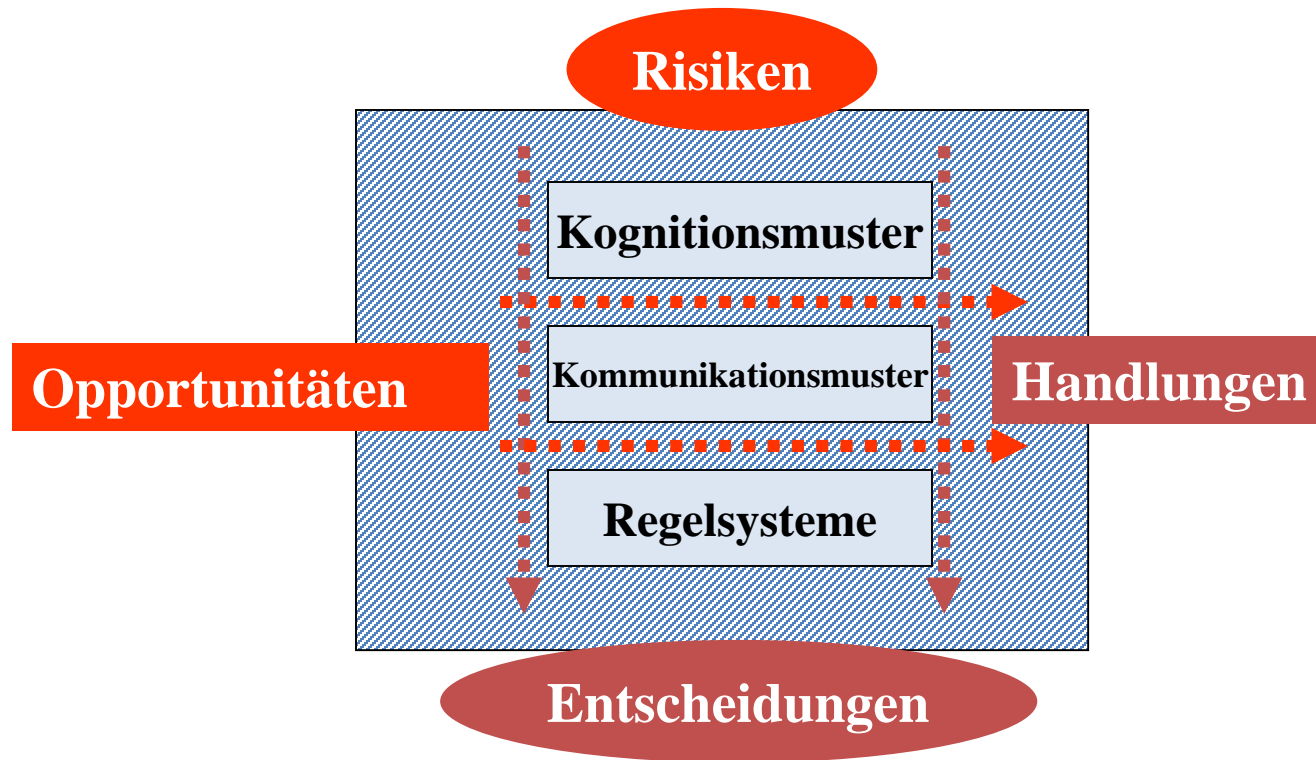 Risiken
Kognitionsmuster
Kommunikationsmuster
Opportunitäten
Handlungen
Regelsysteme
Entscheidungen